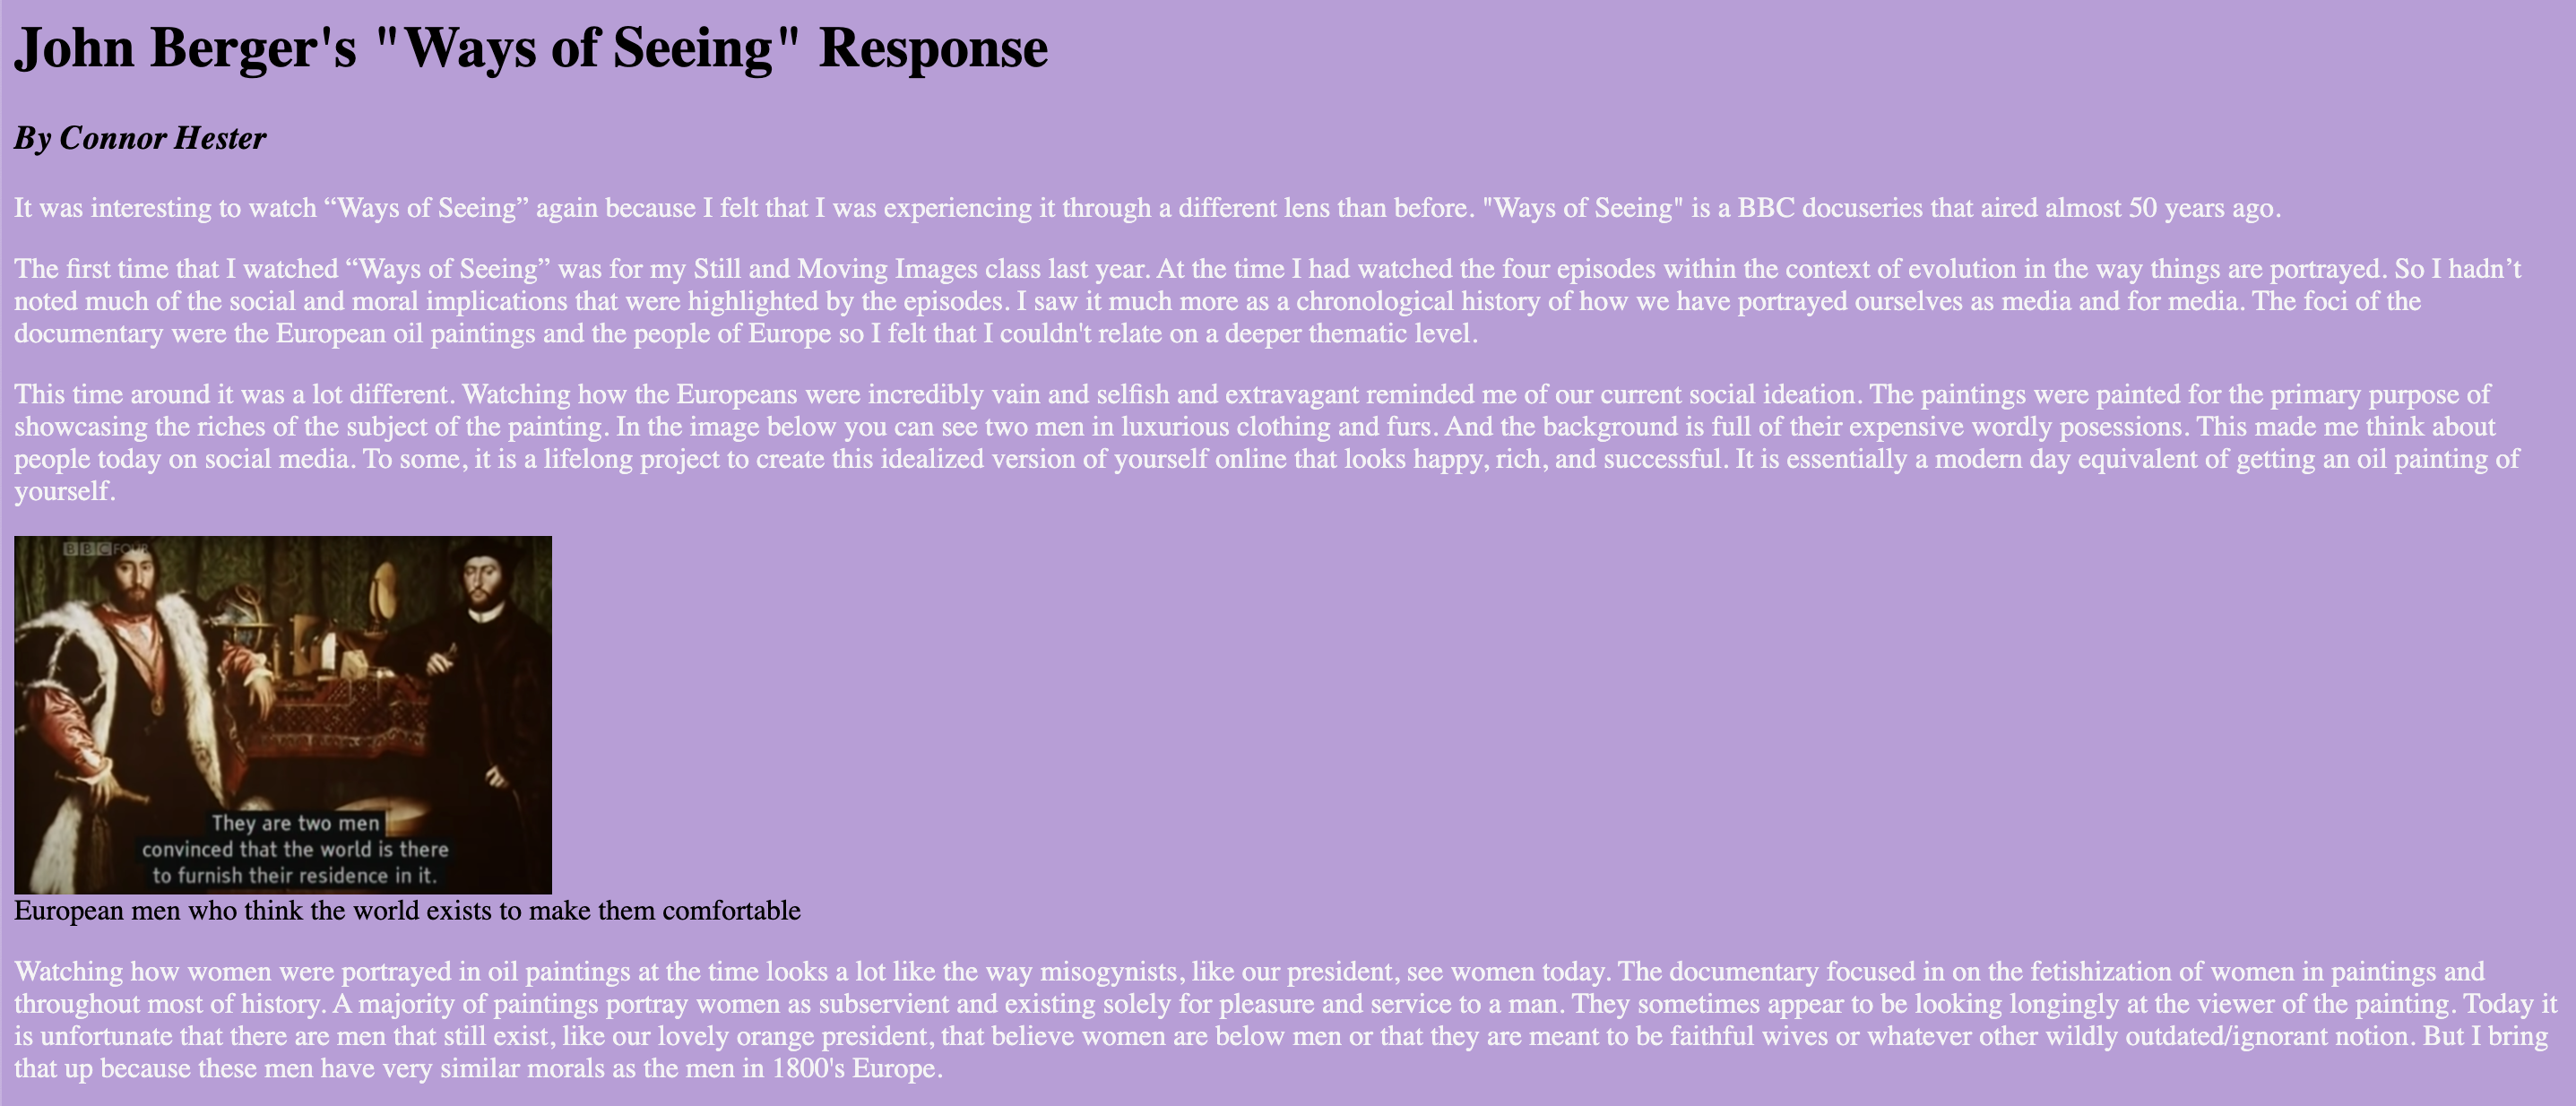 John Berger's "Ways of Seeing" Response
By Connor Hester
It was interesting to watch “Ways of Seeing” again because I felt that I was experiencing it through a different lens than before. "Ways of Seeing" is a BBC docuseries that aired almost 50 years ago.
The first time that I watched “Ways of Seeing” was for my Still and Moving Images class last year. At the time I had watched the four episodes within the context of evolution in the way things are portrayed. So I hadn’t
noted much of the social and moral implications that were highlighted by the episodes. I saw it much more as a chronological history of how we have portrayed ourselves as media and for media. The foci of the
documentary were the European oil paintings and the people of Europe so I felt that I couldn't relate on a deeper thematic level.
This time around it was a lot different. Watching how the Europeans were incredibly vain and selfish and extravagant reminded me of our current social ideation. The paintings were painted for the primary purpose of
showcasing the riches of the subject of the painting. In the image below you can see two men in luxurious clothing and furs. And the background is full of their expensive wordly posessions. This made me think about
people today on social media. To some, it is a lifelong project to create this idealized version of yourself online that looks happy, rich, and successful. It is essentially a modern day equivalent of getting an oil painting of
yourself.
BBC FOUR
They are two men
convinced that the world is there
to furnish their residence in it.
European men who think the world exists to make them comfortable
Watching how women were portrayed in oil paintings at the time looks a lot like the way misogynists, like our president, see women today. The documentary focused in on the fetishization of women in paintings and
throughout most of history. A majority of paintings portray women as subservient and existing solely for pleasure and service to a man. They sometimes appear to be looking longingly at the viewer of the painting. Today it
is unfortunate that there are men that still exist, like our lovely orange president, that believe women are below men or that they are meant to be faithful wives or whatever other wildly outdated/ignorant notion. But I bring
that up because these men have very similar morals as the men in 1800's Europe.